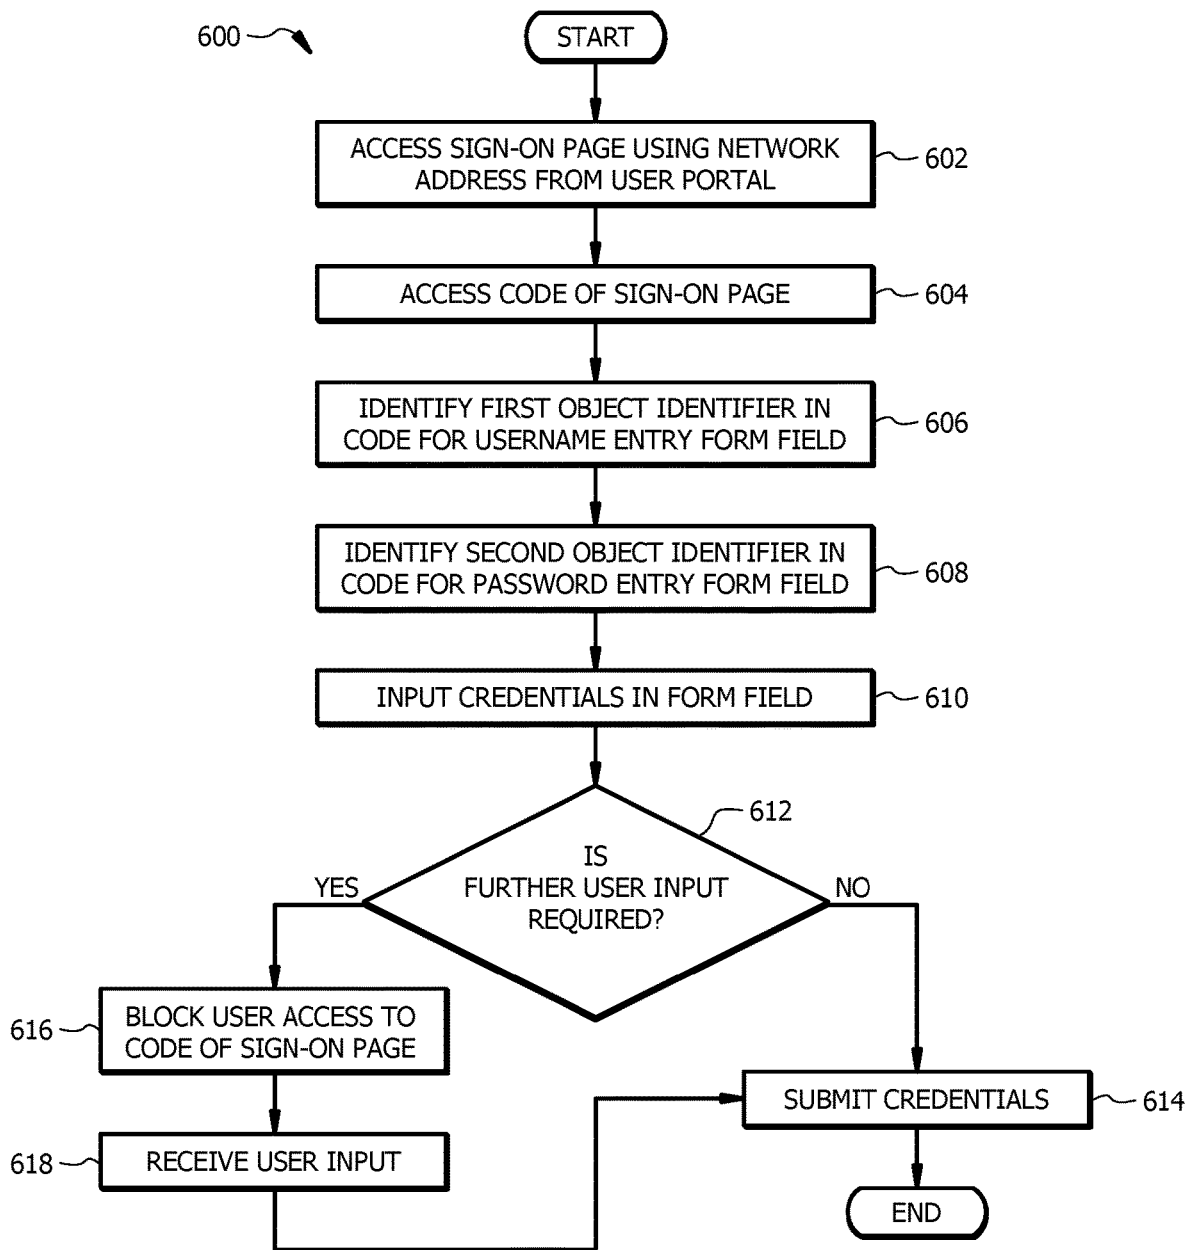 600
START
ACCESS SIGN-ON PAGE USING NETWORK
ADDRESS FROM USER PORTAL
602
ACCESS CODE OF SIGN-ON PAGE
604
IDENTIFY FIRST OBJECT IDENTIFIER IN
CODE FOR USERNAME ENTRY FORM FIELD
606
IDENTIFY SECOND OBJECT IDENTIFIER IN
CODE FOR PASSWORD ENTRY FORM FIELD
608
INPUT CREDENTIALS IN FORM FIELD
610
612
IS
FURTHER USER INPUT
REQUIRED?
YES
NO
616
BLOCK USER ACCESS TO
CODE OF SIGN-ON PAGE
618
RECEIVE USER INPUT
SUBMIT CREDENTIALS
614
END